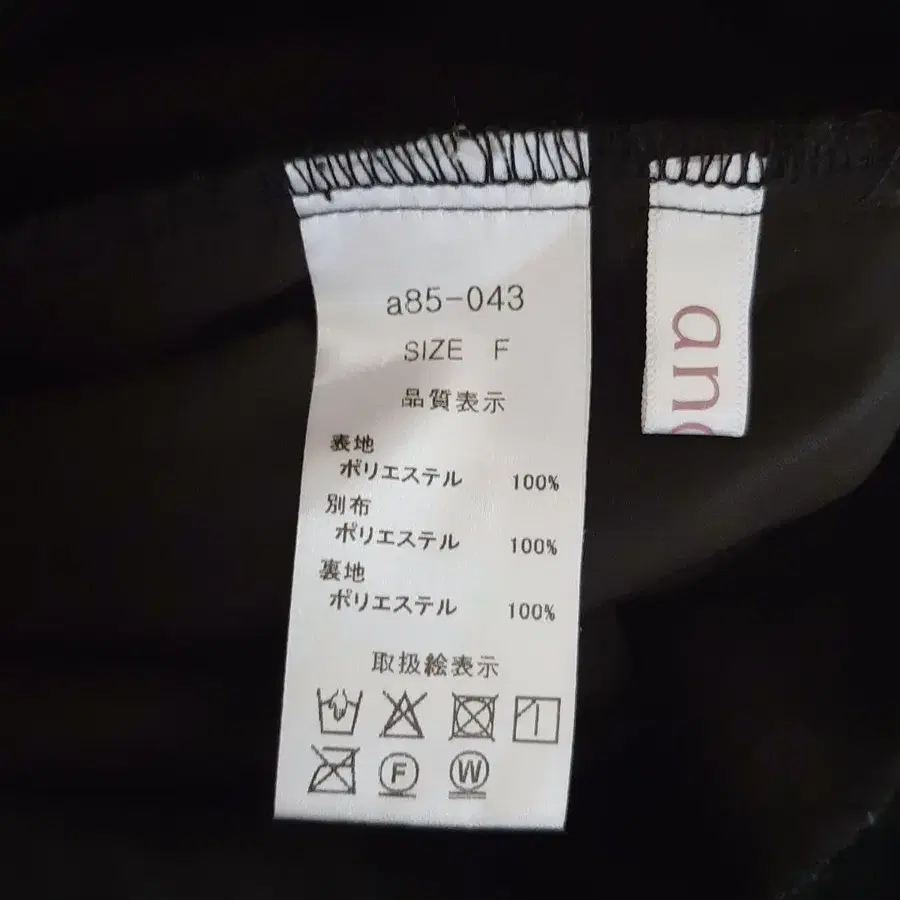 a85-043
SIZE F
品質表示
表地
ポリエステル 100%
別布
ポリエステル 100%
裏地
ポリエステル 100%
取扱絵表示
F W
an